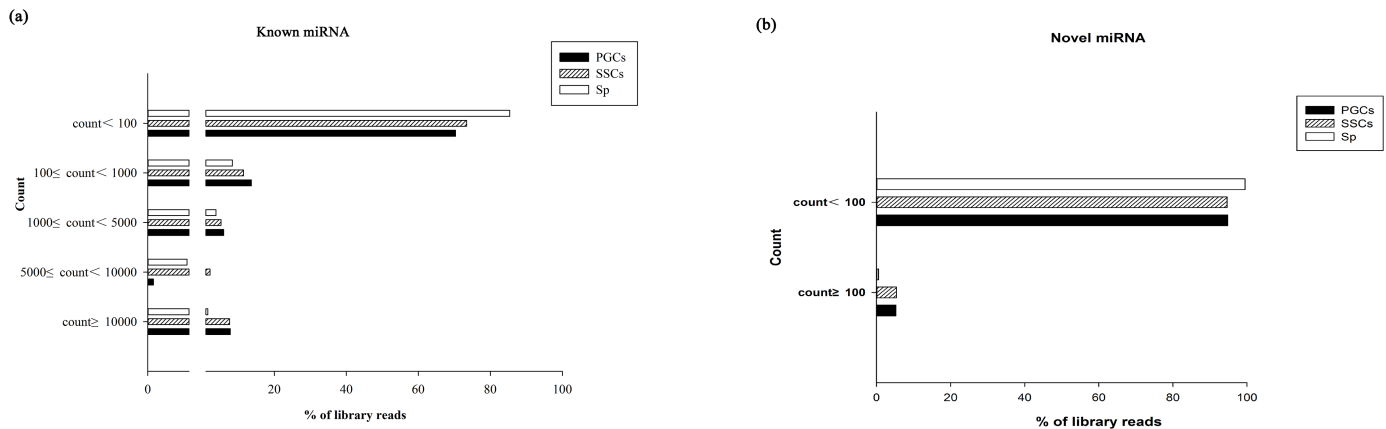 (a)
Known miRNA
PGCs
SSCs
Sp
count< 100
100≤ count< 1000
1000≤ count< 5000
5000≤ count< 10000
count≥ 10000
Count
0 20 40 60 80 100
% of library reads
(b)
Novel miRNA
PGCs
SSCs
Sp
count< 100
count≥ 100
Count
0 20 40 60 80 100
% of library reads